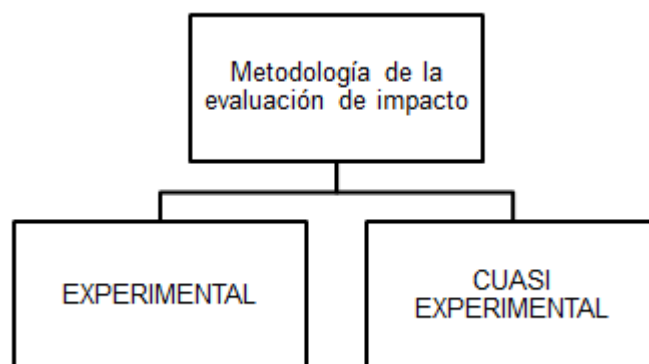 Metodología de la
evaluación de impacto
EXPERIMENTAL
CUASI
EXPERIMENTAL